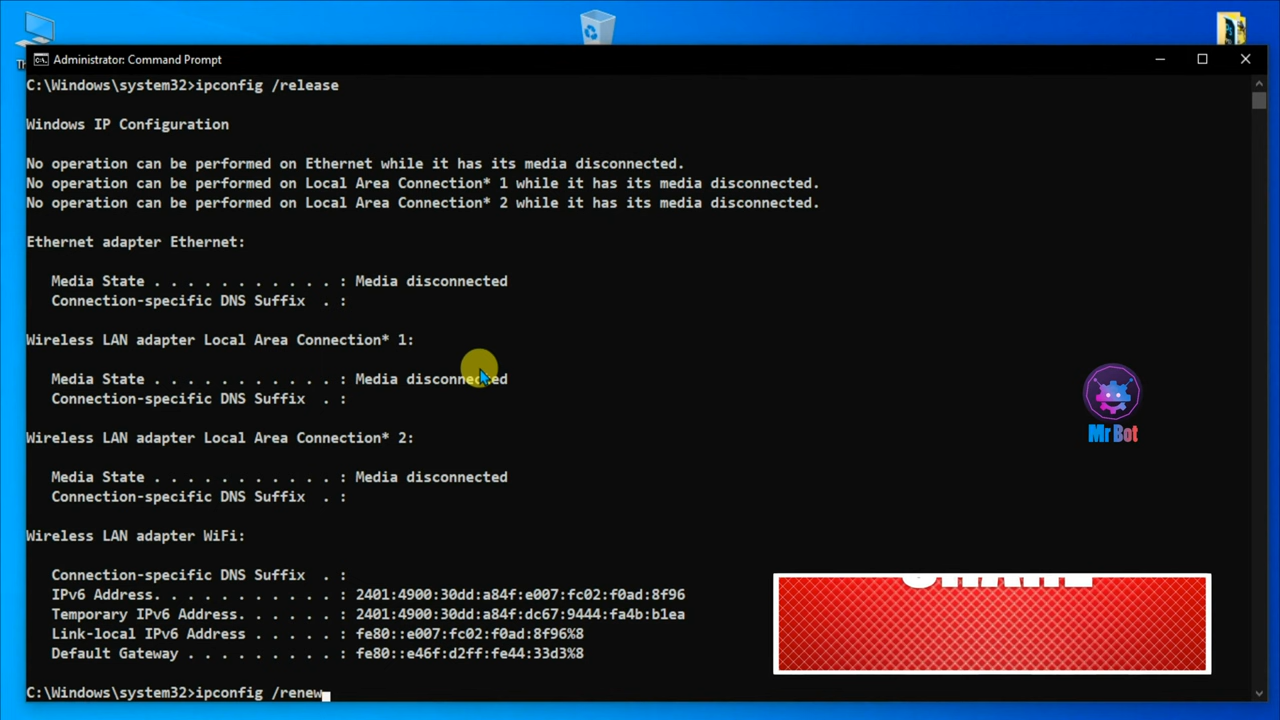 Administrator: Command Prompt
C:\Windows\system32>ipconfig /release
Windows IP Configuration
No operation can be performed on Ethernet while it has its media disconnected.
No operation can be performed on Local Area Connection* 1 while it has its media disconnected.
No operation can be performed on Local Area Connection* 2 while it has its media disconnected.
Ethernet adapter Ethernet:
Media State . . . . . . . . . . . : Media disconnected
Connection-specific DNS Suffix . :
Wireless LAN adapter Local Area Connection* 1:
Media State . . . . . . . . . . . : Media disconnected
Connection-specific DNS Suffix . :
Wireless LAN adapter Local Area Connection* 2:
Media State . . . . . . . . . . . : Media disconnected
Connection-specific DNS Suffix . :
Wireless LAN adapter WiFi:
Connection-specific DNS Suffix . :
IPv6 Address. . . . . . . . . . . : 2401:4900:30dd:a84f:e007:fc02:f0ad:8f96
Temporary IPv6 Address. . . . . . : 2401:4900:30dd:a84f:dc67:9444:fa4b:b1ea
Link-local IPv6 Address . . . . . : fe80::e007:fc02:f0ad:8f96%8
Default Gateway . . . . . . . . . : fe80::e46f:d2ff:fe44:33d3%8
C:\Windows\system32>ipconfig /renew
Mr Bot